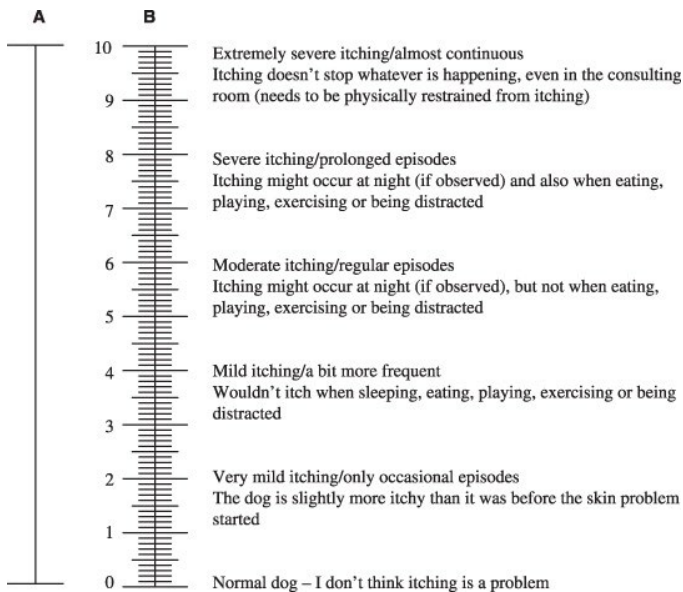 A B
10 Extremely severe itching/almost continuous
Itching doesn't stop whatever is happening, even in the consulting
9 room (needs to be physically restrained from itching)
8 Severe itching/prolonged episodes
Itching might occur at night (if observed) and also when eating,
7 playing, exercising or being distracted
6 Moderate itching/regular episodes
Itching might occur at night (if observed), but not when eating,
5 playing, exercising or being distracted
4 Mild itching/a bit more frequent
Wouldn't itch when sleeping, eating, playing, exercising or being
distracted
3
2 Very mild itching/only occasional episodes
The dog is slightly more itchy than it was before the skin problem
started
1
0 Normal dog – I don't think itching is a problem